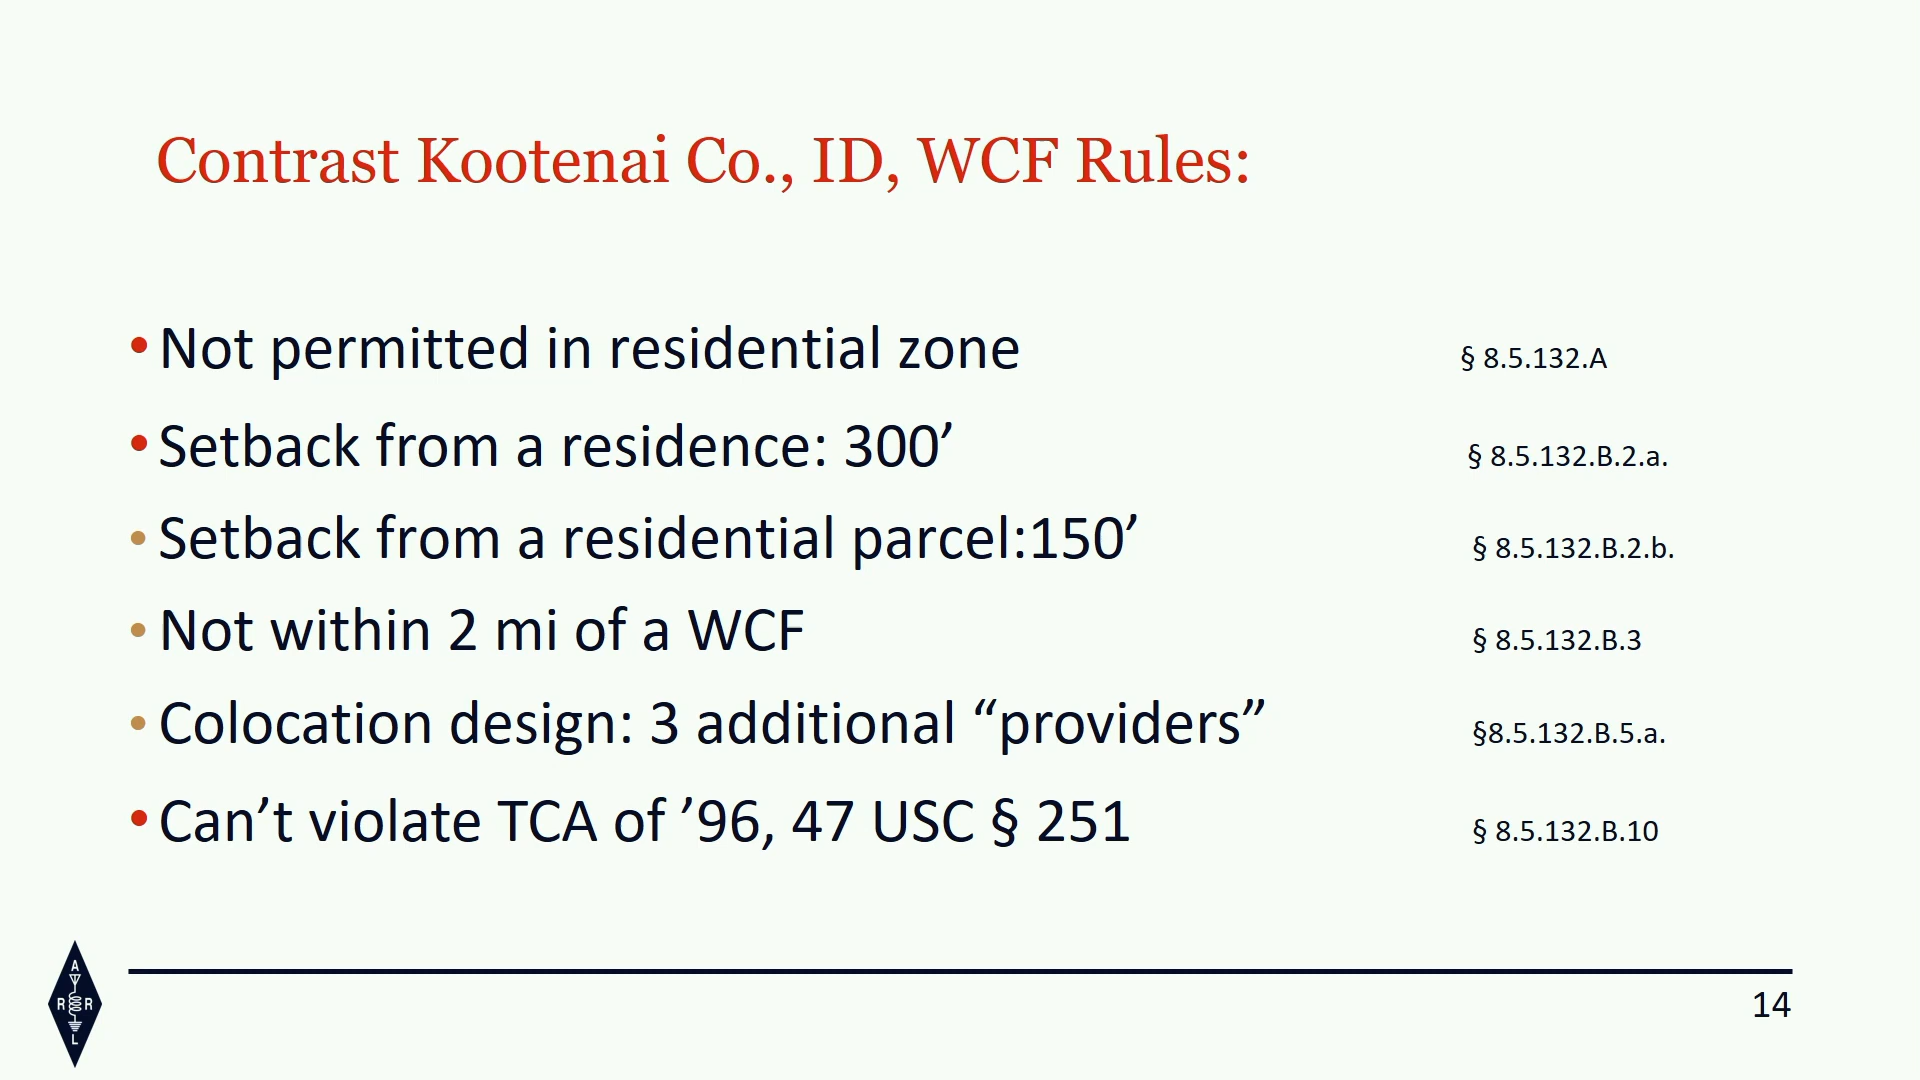 Contrast Kootenai Co., ID, WCF Rules:
• Not permitted in residential zone § 8.5.132.A
• Setback from a residence: 300’ § 8.5.132.B.2.a.
• Setback from a residential parcel:150’ § 8.5.132.B.2.b.
• Not within 2 mi of a WCF § 8.5.132.B.3
• Colocation design: 3 additional “providers” §8.5.132.B.5.a.
• Can’t violate TCA of ’96, 47 USC § 251 § 8.5.132.B.10
A
R R
L
14